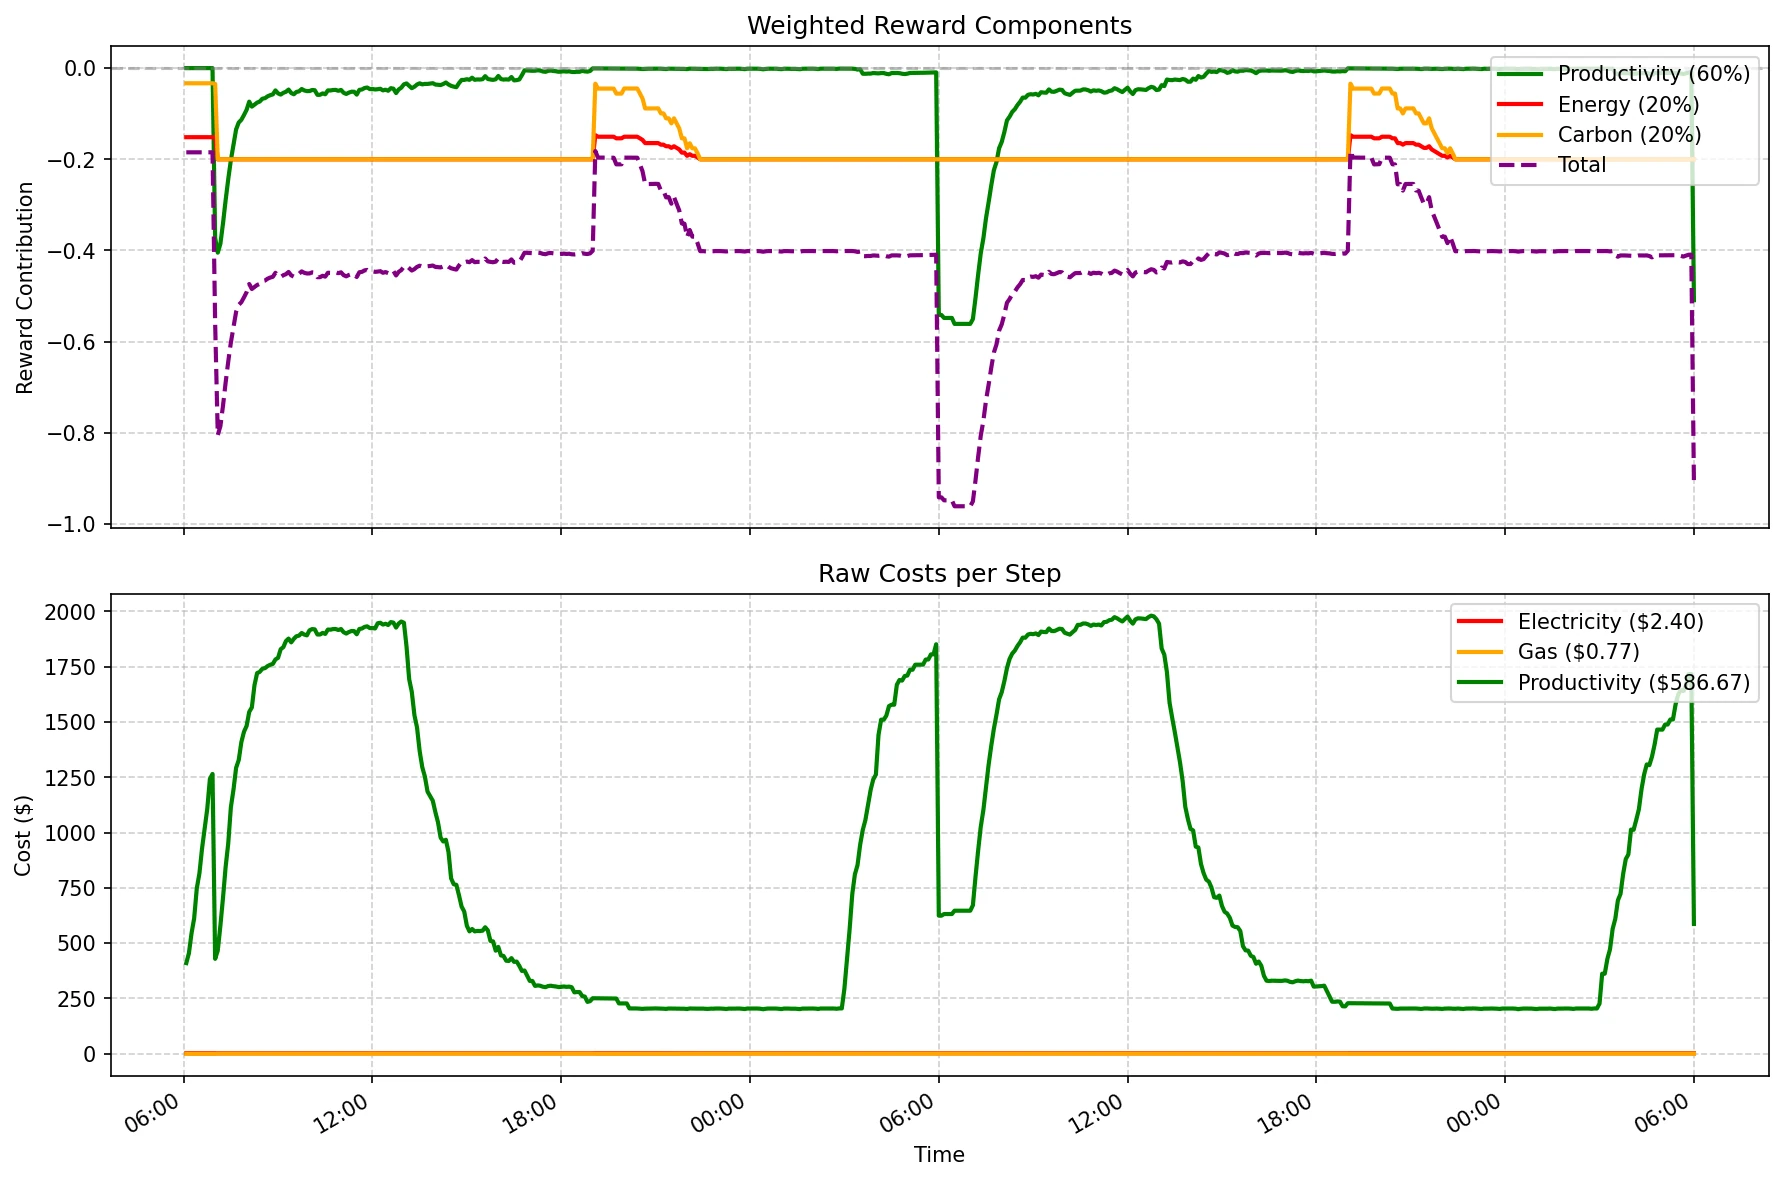 Weighted Reward Components
0.0
−0.2
−0.4
−0.6
−0.8
−1.0
Reward Contribution
Productivity (60%)
Energy (20%)
Carbon (20%)
Total
Raw Costs per Step
2000
1750
1500
1250
1000
750
500
250
0
Cost ($)
Electricity ($2.40)
Gas ($0.77)
Productivity ($586.67)
06:00
12:00
18:00
00:00
06:00
12:00
18:00
00:00
06:00
Time